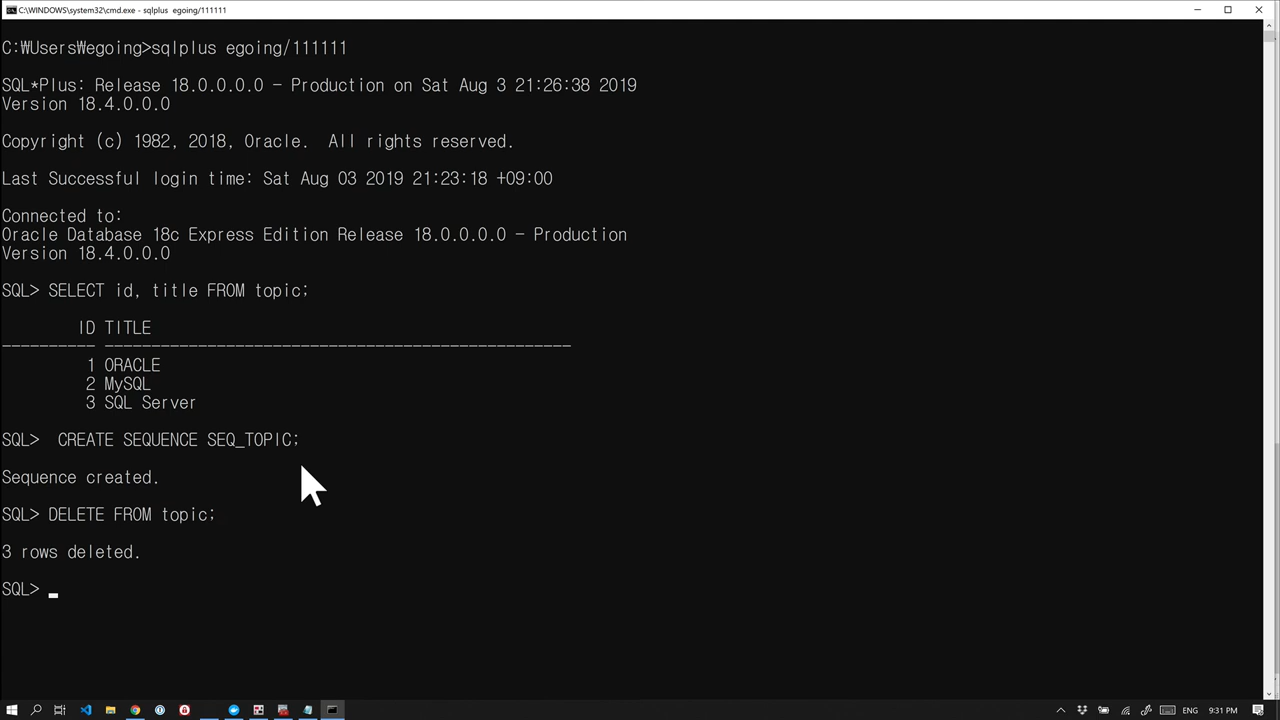 C:\WINDOWS\system32\cmd.exe - sqlplus  egoing/111111
C:₩Users₩egoing>sqlplus egoing/111111
SQL*Plus: Release 18.0.0.0.0 - Production on Sat Aug 3 21:26:38 2019
Version 18.4.0.0.0
Copyright (c) 1982, 2018, Oracle.  All rights reserved.
Last Successful login time: Sat Aug 03 2019 21:23:18 +09:00
Connected to:
Oracle Database 18c Express Edition Release 18.0.0.0.0 - Production
Version 18.4.0.0.0
SQL> SELECT id, title FROM topic;
        ID TITLE
---------- --------------------------------------------------
         1 ORACLE
         2 MySQL
         3 SQL Server
SQL>  CREATE SEQUENCE SEQ_TOPIC;
Sequence created.
SQL> DELETE FROM topic;
3 rows deleted.
SQL> _
ENG 9:31 PM